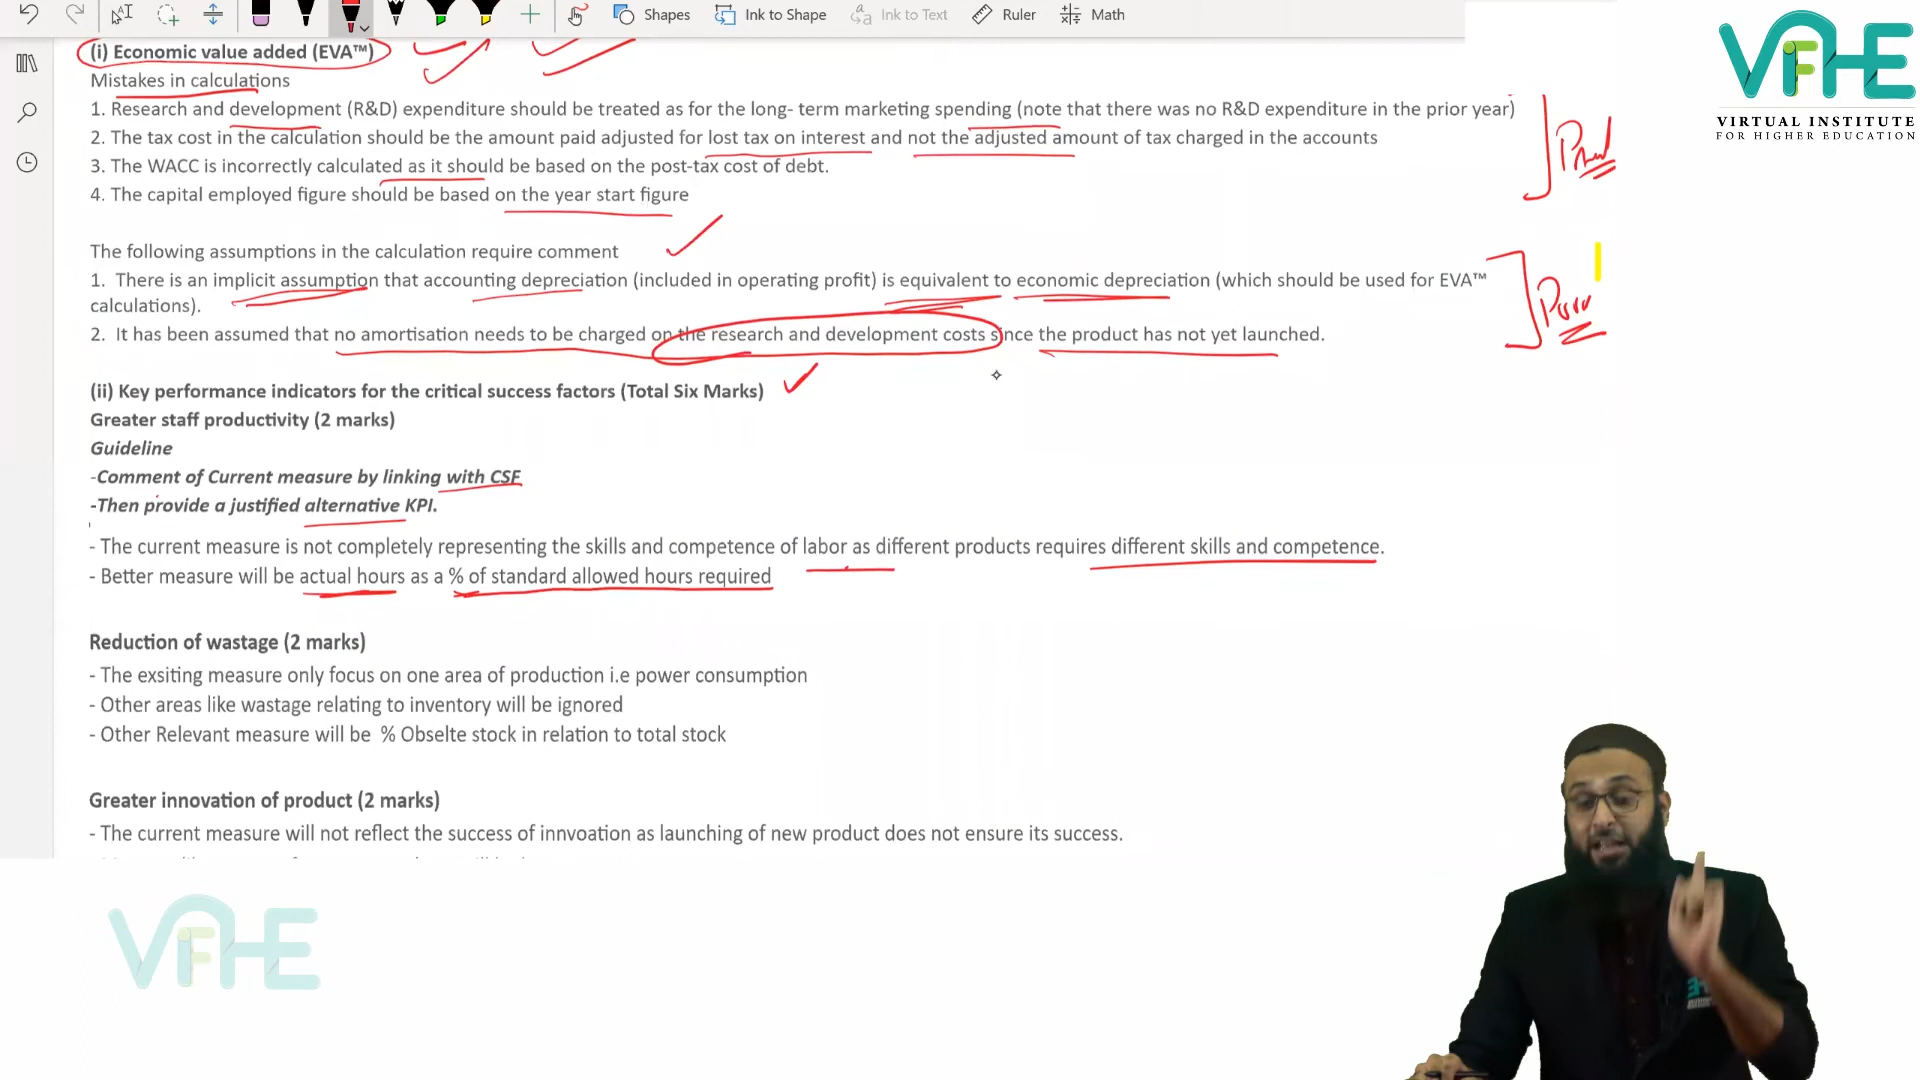 Shapes
Ink to Shape
Ink to Text
Ruler
Math
VIFHE
VIRTUAL INSTITUTE
FOR HIGHER EDUCATION
(i) Economic value added (EVA™)
Mistakes in calculations
1. Research and development (R&D) expenditure should be treated as for the long- term marketing spending (note that there was no R&D expenditure in the prior year)
2. The tax cost in the calculation should be the amount paid adjusted for lost tax on interest and not the adjusted amount of tax charged in the accounts
3. The WACC is incorrectly calculated as it should be based on the post-tax cost of debt.
4. The capital employed figure should be based on the year start figure
The following assumptions in the calculation require comment
1. There is an implicit assumption that accounting depreciation (included in operating profit) is equivalent to economic depreciation (which should be used for EVA™
calculations).
2. It has been assumed that no amortisation needs to be charged on the research and development costs since the product has not yet launched.
(ii) Key performance indicators for the critical success factors (Total Six Marks)
Greater staff productivity (2 marks)
Guideline
-Comment of Current measure by linking with CSF
-Then provide a justified alternative KPI.
- The current measure is not completely representing the skills and competence of labor as different products requires different skills and competence.
- Better measure will be actual hours as a % of standard allowed hours required
Reduction of wastage (2 marks)
- The exsiting measure only focus on one area of production i.e power consumption
- Other areas like wastage relating to inventory will be ignored
- Other Relevant measure will be % Obselte stock in relation to total stock
Greater innovation of product (2 marks)
- The current measure will not reflect the success of innvoation as launching of new product does not ensure its success.
VIFHE